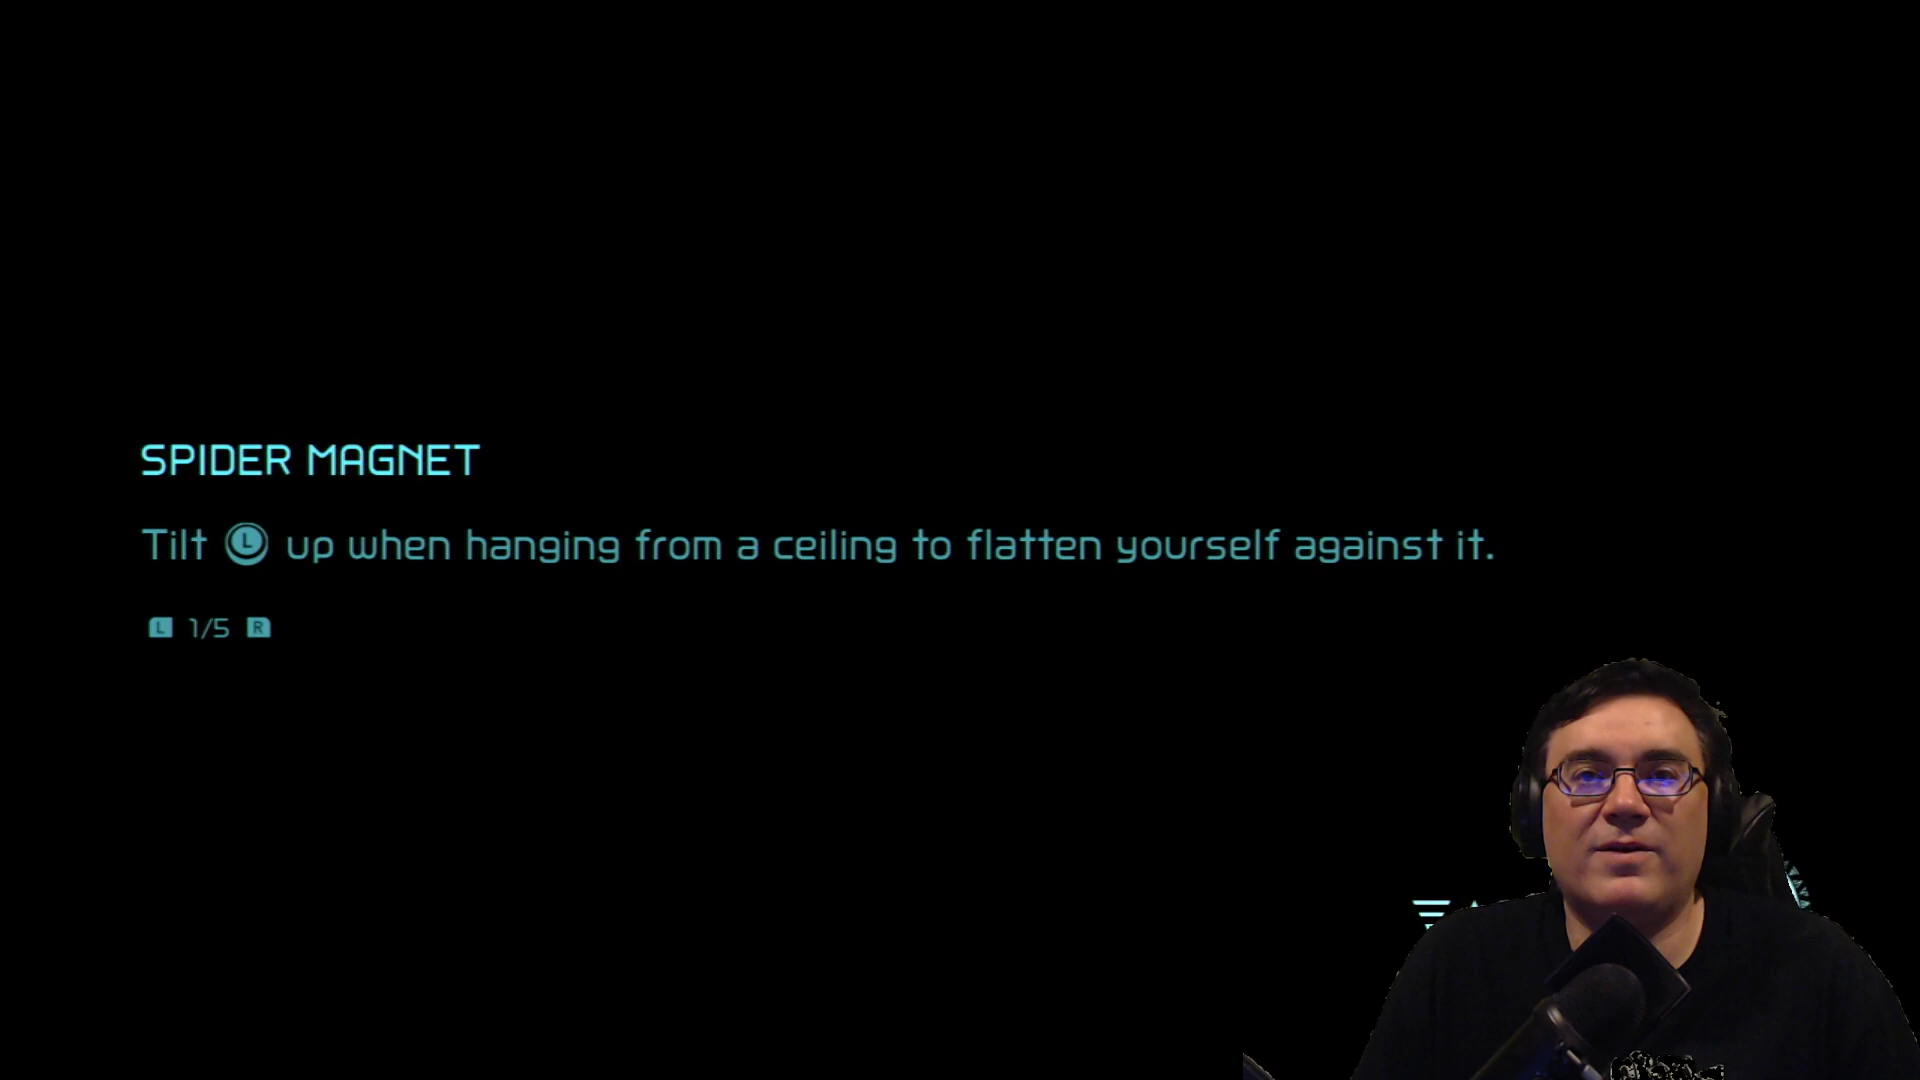 SPIDER MAGNET
Tilt L up when hanging from a ceiling to flatten yourself against it.
L 1/5 R